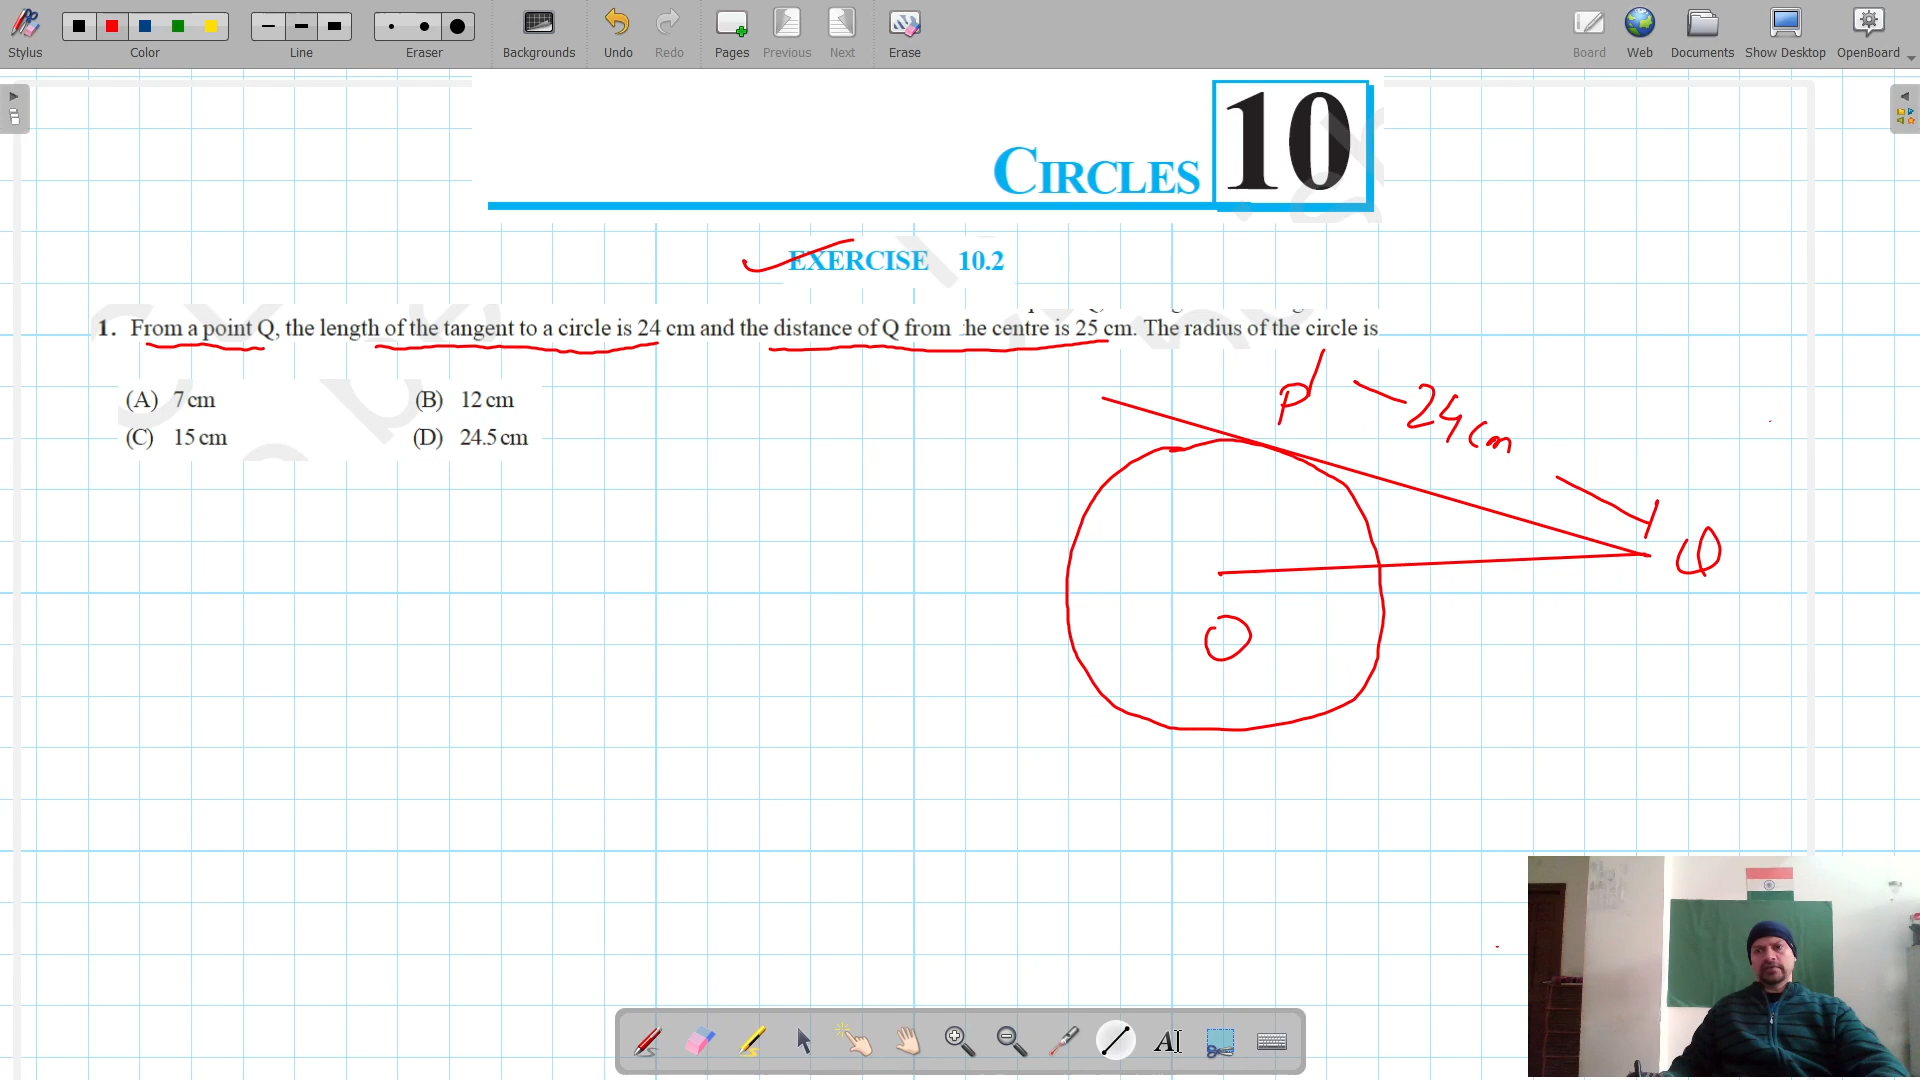 Stylus Color Line Eraser Backgrounds Undo Redo Pages Previous Next Erase Board Web Documents Show Desktop OpenBoard
10
CIRCLES
EXERCISE 10.2
1. From a point Q, the length of the tangent to a circle is 24 cm and the distance of Q from he centre is 25 cm. The radius of the circle is
(A) 7 cm (B) 12 cm
(C) 15 cm (D) 24.5 cm
P 24 cm
Q
O